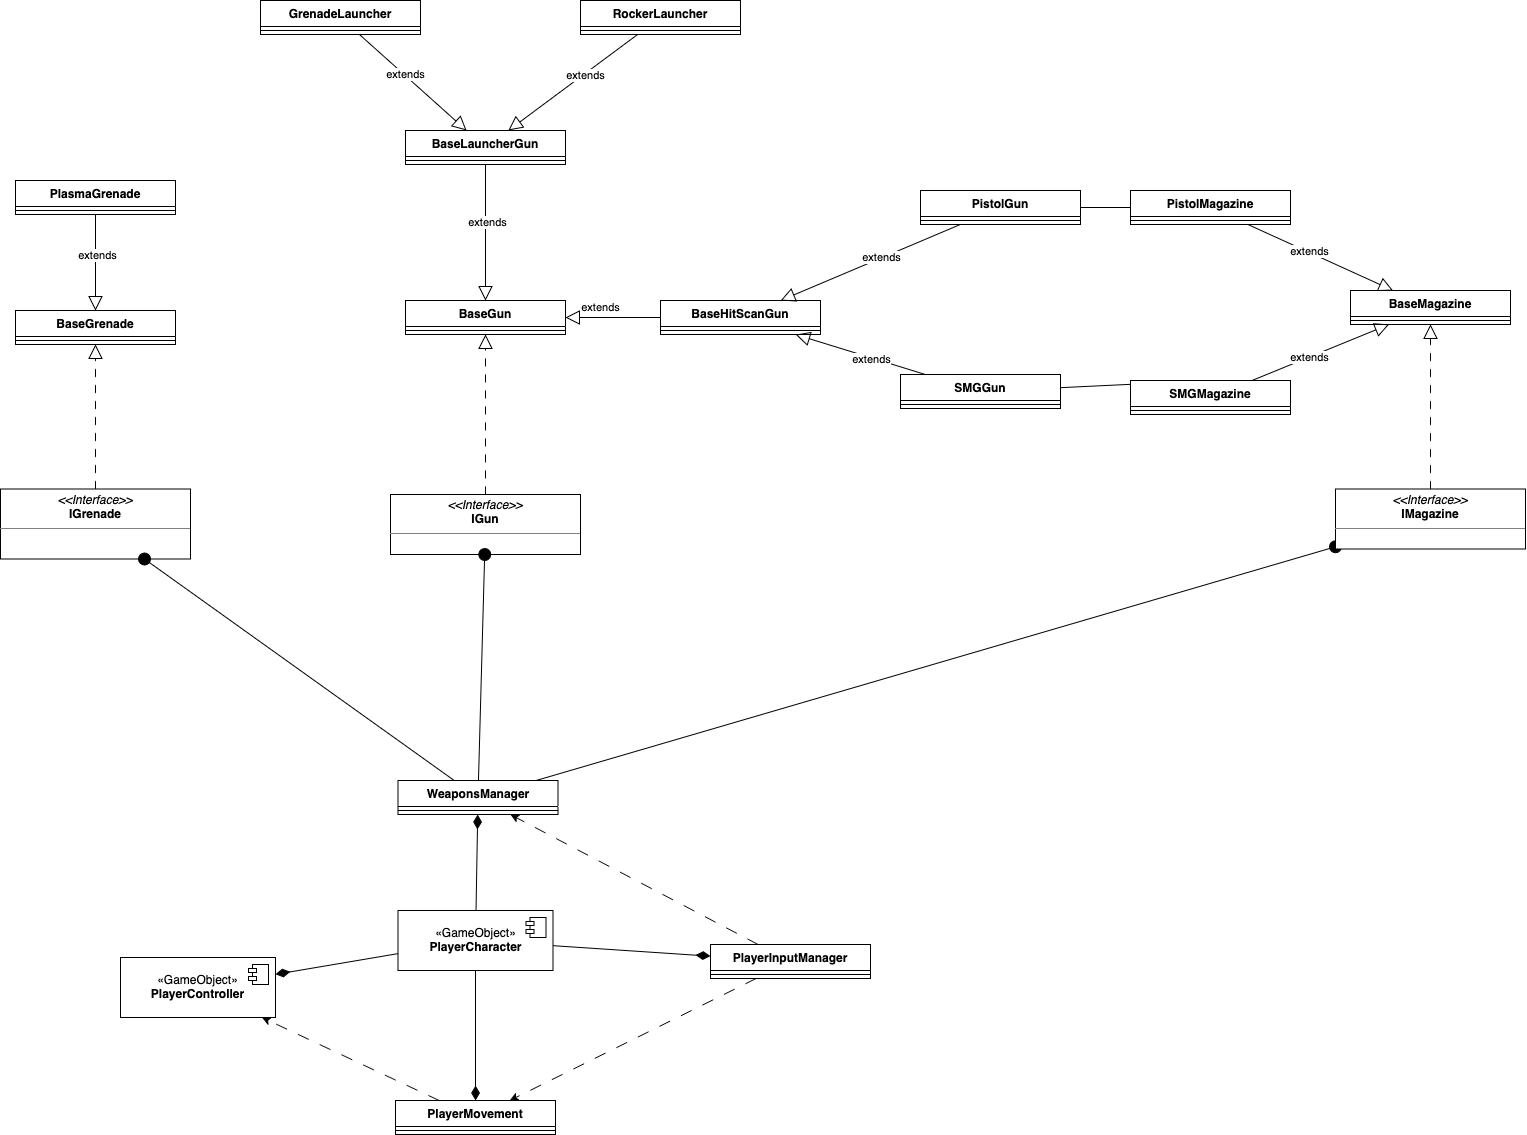 GrenadeLauncher
RockerLauncher
extends
extends
BaseLauncherGun
PlasmaGrenade
PistolGun
PistolMagazine
extends
extends
extends
extends
BaseGrenade
BaseGun
extends
BaseHitScanGun
BaseMagazine
extends
extends
SMGGun
SMGMagazine
<<Interface>>
IGrenade
<<Interface>>
IGun
<<Interface>>
IMagazine
WeaponsManager
«GameObject»
PlayerCharacter
PlayerInputManager
«GameObject»
PlayerController
PlayerMovement